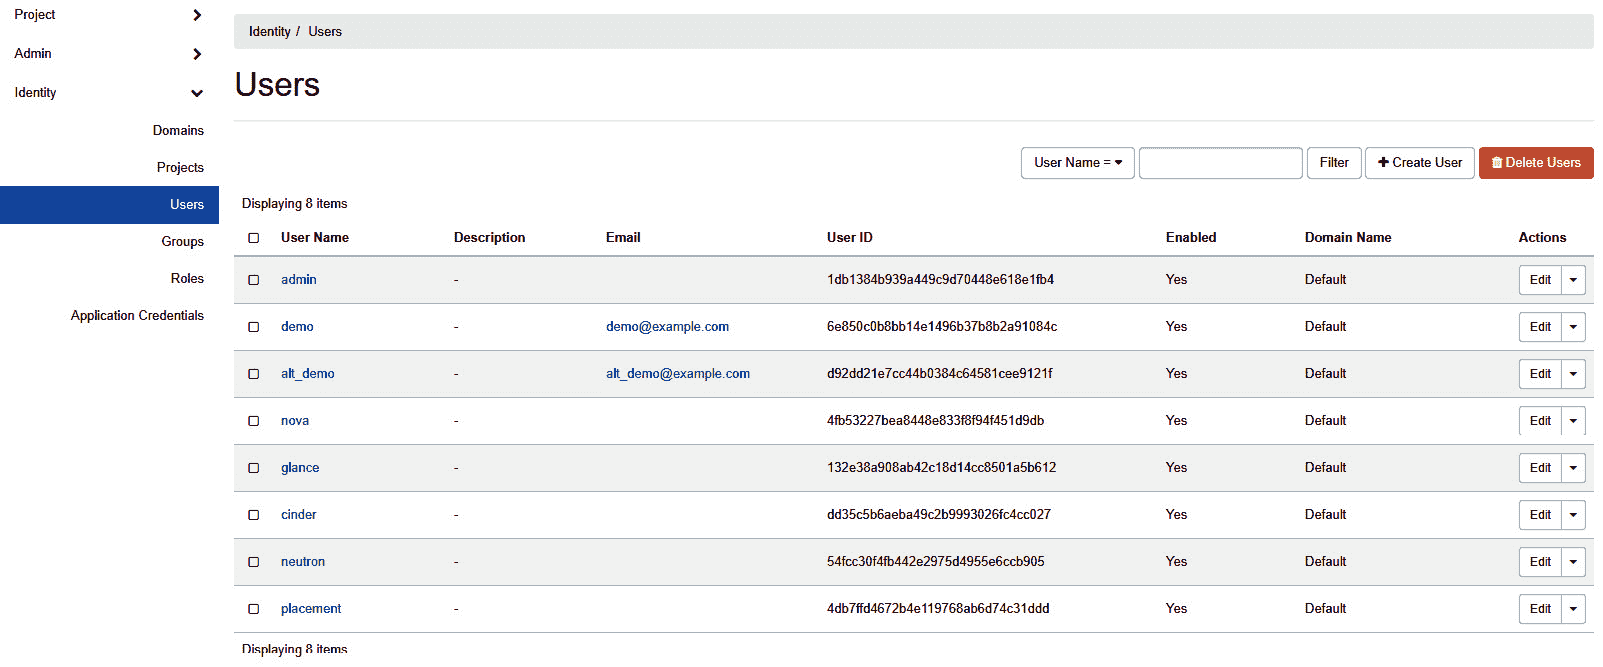 Project
Admin
Identity
Domains
Projects
Users
Groups
Roles
Application Credentials
Identity / Users
Users
User Name = Filter Create User Delete Users
Displaying 8 items
User Name Description Email User ID Enabled Domain Name Actions
admin - 1db1384b939a449c9d70448e618e1fb4 Yes Default Edit
demo - demo@example.com 6e850c0b8bb14e1496b37b8b2a91084c Yes Default Edit
alt_demo - alt_demo@example.com d92dd21e7cc44b0384c64581cee9121f Yes Default Edit
nova - 4fb53227bea8448e833f8f94f451d9db Yes Default Edit
glance - 132e38a908ab42c18d14cc8501a5b612 Yes Default Edit
cinder - dd35c5b6aeba49c2b9993026fc4cc027 Yes Default Edit
neutron - 54fcc30f4fb442e2975d4955e6ccb905 Yes Default Edit
placement - 4db7ffd4672b4e119768ab6d74c31ddd Yes Default Edit
Displaying 8 items